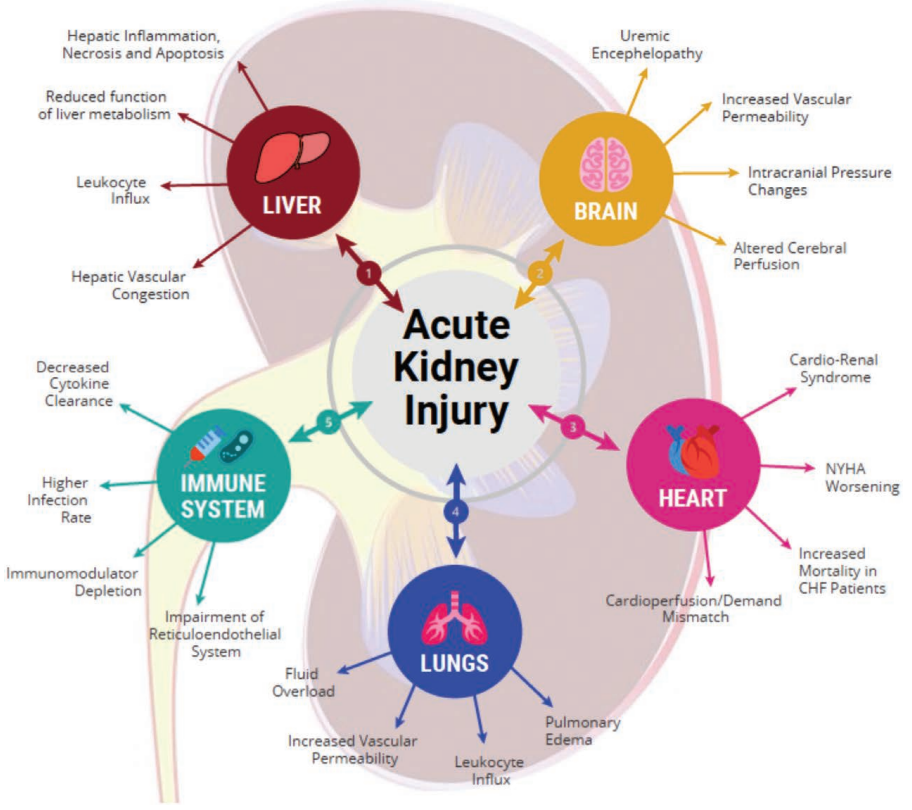 Hepatic Inflammation,
Necrosis and Apoptosis
Reduced function
of liver metabolism
Leukocyte
Influx
Hepatic Vascular
Congestion
LIVER
1
Uremic
Encephelopathy
Increased Vascular
Permeability
Intracranial Pressure
Changes
Altered Cerebral
Perfusion
BRAIN
2
Acute
Kidney
Injury
Cardio-Renal
Syndrome
NYHA
Worsening
Increased
Mortality in
CHF Patients
Cardioperfusion/Demand
Mismatch
HEART
3
LUNGS
4
Fluid
Overload
Increased Vascular
Permeability
Leukocyte
Influx
Pulmonary
Edema
Decreased
Cytokine
Clearance
Higher
Infection
Rate
Immunomodulator
Depletion
Impairment of
Reticuloendothelial
System
IMMUNE
SYSTEM
5